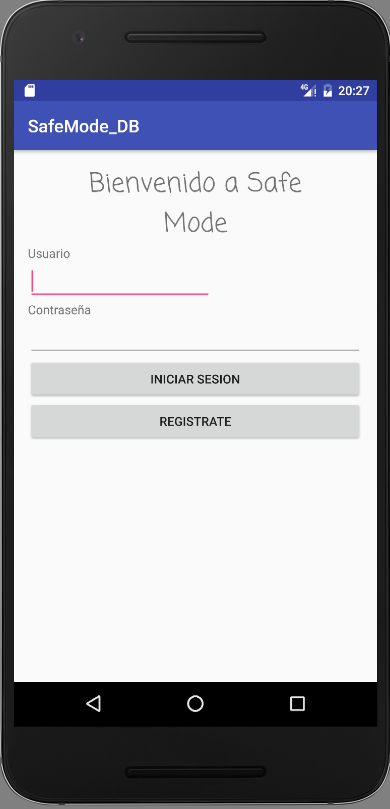 4G 20:27
SafeMode_DB
Bienvenido a Safe
Mode
Usuario
Contraseña
INICIAR SESION
REGISTRATE